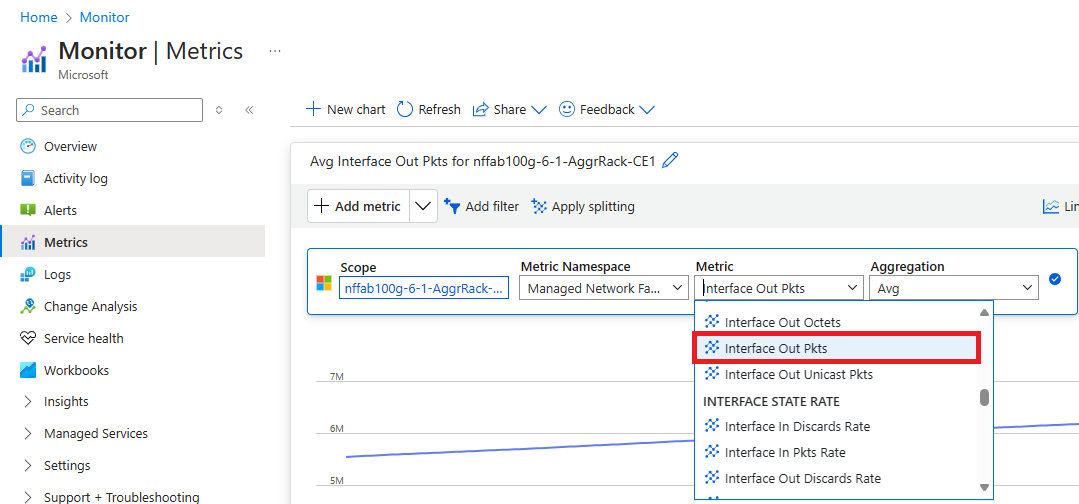 Home > Monitor
Monitor | Metrics ...
Microsoft
Search
Overview
Activity log
Alerts
Metrics
Logs
Change Analysis
Service health
Workbooks
Insights
Managed Services
Settings
Support + Troubleshooting
New chart Refresh Share Feedback
Avg Interface Out Pkts for nffab100g-6-1-AggrRack-CE1
Add metric Add filter Apply splitting Lin
Scope Metric Namespace Metric Aggregation
nffab100g-6-1-AggrRack-... Managed Network Fa... Interface Out Pkts Avg
Interface Out Octets
Interface Out Pkts
Interface Out Unicast Pkts
INTERFACE STATE RATE
Interface In Discards Rate
Interface In Pkts Rate
Interface Out Discards Rate
7M
6M
5M